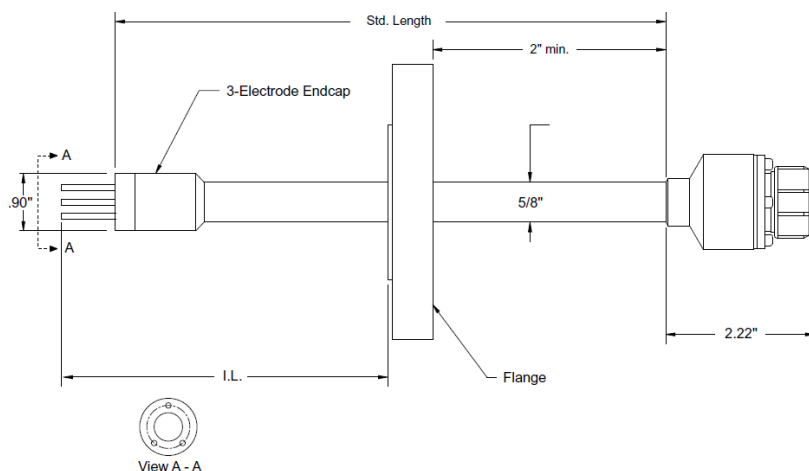 Std. Length
2" min.
3-Electrode Endcap
A
.90"
5/8"
A
2.22"
I.L.
Flange
View A - A